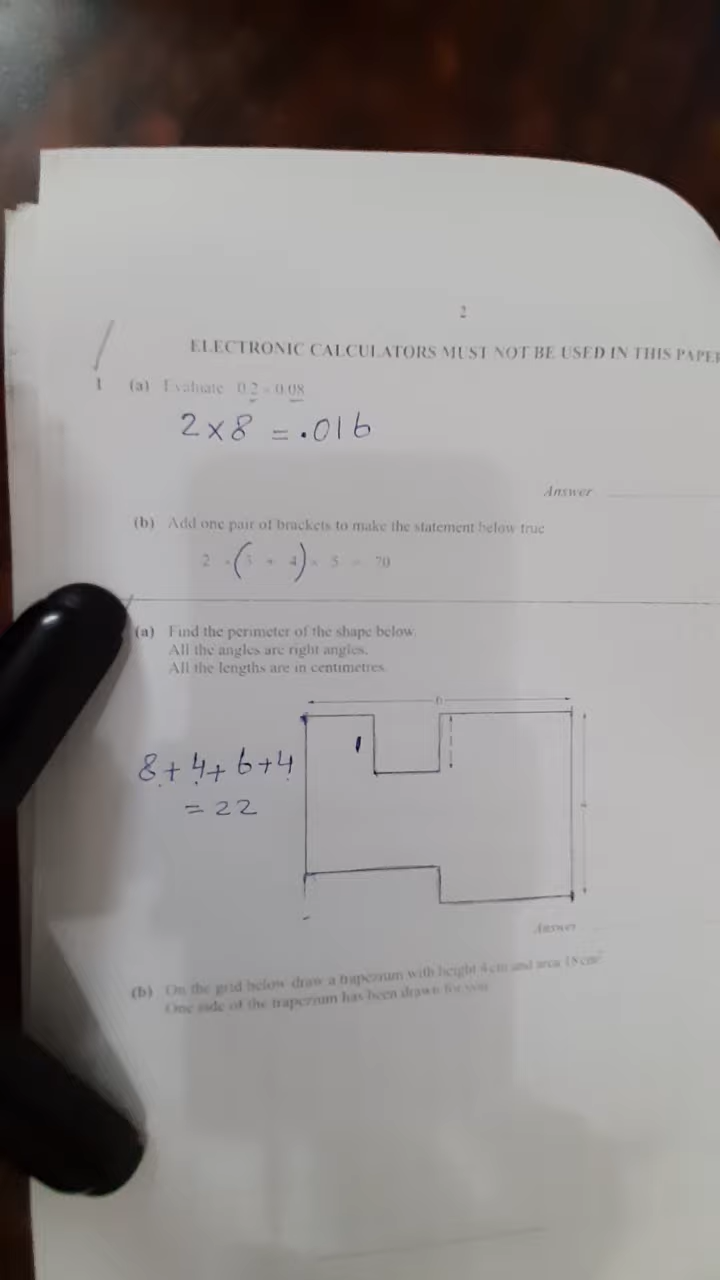 2
ELECTRONIC CALCULATORS MUST NOT BE USED IN THIS PAPER
1 (a) Evaluate 0.2 × 0.08
2 × 8 = .016
Answer
(b) Add one pair of brackets to make the statement below true
2 × ( + 4) × 5 = 70
(a) Find the perimeter of the shape below.
All the angles are right angles.
All the lengths are in centimetres.
6
1
8 + 4 + 6 + 4
= 22
Answer
(b) On the grid below draw a trapezium with height 4 cm and area 18 cm²
One side of the trapezium has been drawn for you